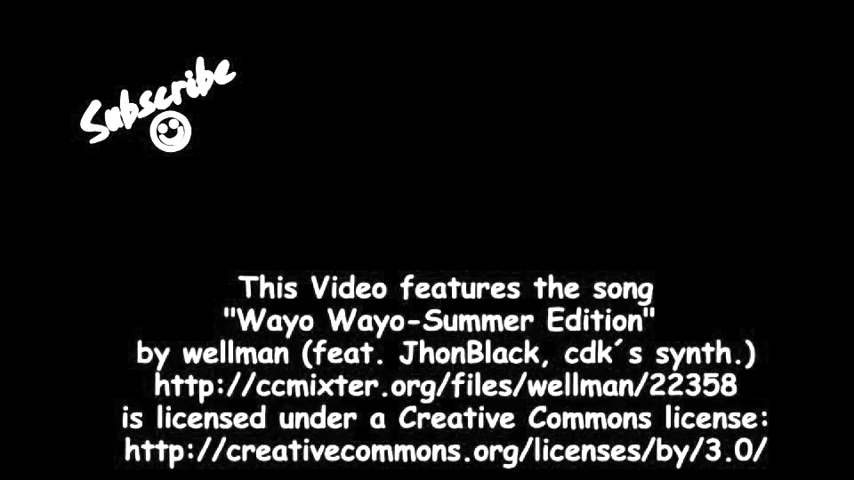 Subscribe
This Video features the song
"Wayo Wayo-Summer Edition"
by wellman (feat. JhonBlack, cdk´s synth.)
http://ccmixter.org/files/wellman/22358
is licensed under a Creative Commons license:
http://creativecommons.org/licenses/by/3.0/